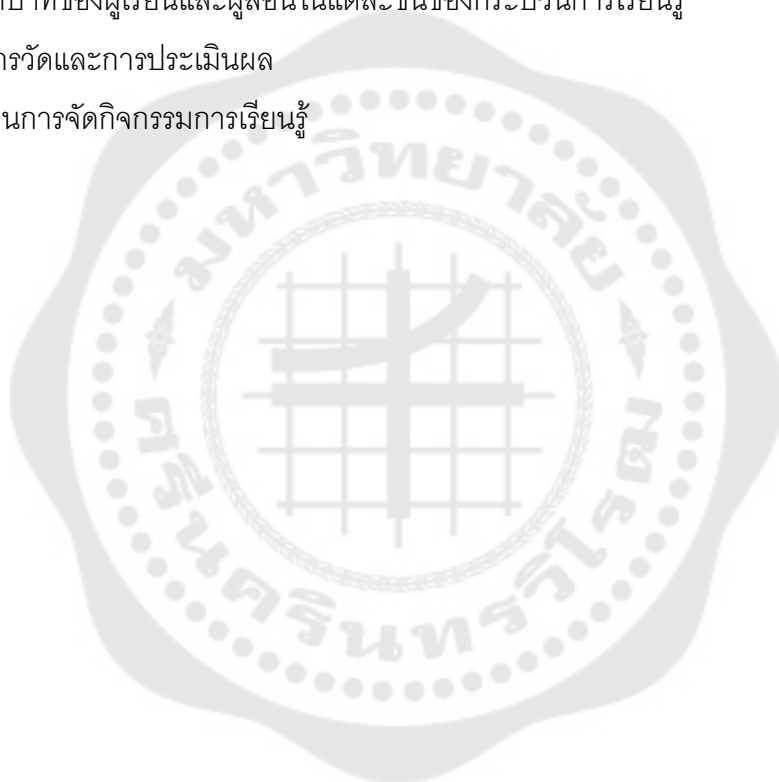 บาทของผู้เรียนและผู้สอนในแต่ละขั้นของกระบวนการเรียนรู้
ารวัดและการประเมินผล
นการจัดกิจกรรมการเรียนรู้
มหาวิทยาลัย
ศรีนครินทรวิโรฒ